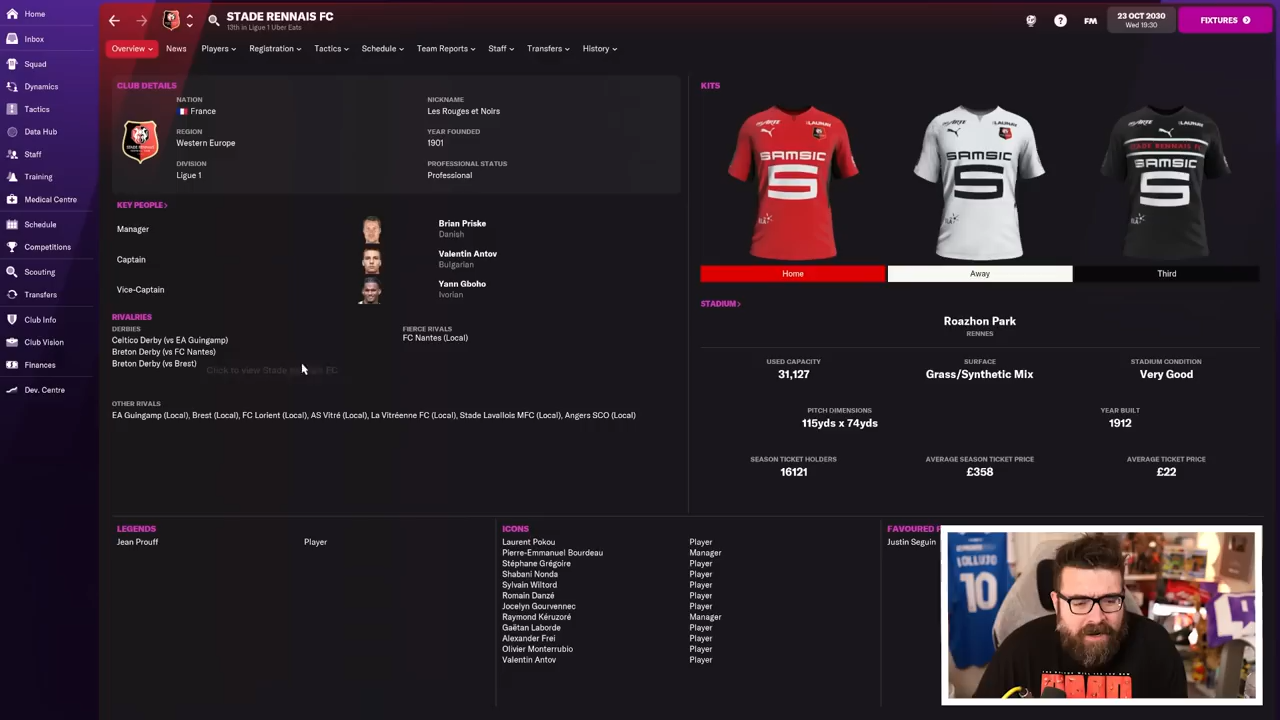 Home
Inbox
Squad
Dynamics
Tactics
Data Hub
Staff
Training
Medical Centre
Schedule
Competitions
Scouting
Transfers
Club Info
Club Vision
Finances
Dev. Centre
STADE RENNAIS FC
13th in Ligue 1 Uber Eats
FM
23 OCT 2030
Wed 19:30
FIXTURES
Overview
News
Players
Registration
Tactics
Schedule
Team Reports
Staff
Transfers
History
CLUB DETAILS
NATION
France
REGION
Western Europe
DIVISION
Ligue 1
NICKNAME
Les Rouges et Noirs
YEAR FOUNDED
1901
PROFESSIONAL STATUS
Professional
KEY PEOPLE >
Manager
Brian Priske
Danish
Captain
Valentin Antov
Bulgarian
Vice-Captain
Yann Gboho
Ivorian
RIVALRIES
DERBIES
Celtico Derby (vs EA Guingamp)
Breton Derby (vs FC Nantes)
Breton Derby (vs Brest)
FIERCE RIVALS
FC Nantes (Local)
OTHER RIVALS
EA Guingamp (Local), Brest (Local), FC Lorient (Local), AS Vitré (Local), La Vitréenne FC (Local), Stade Lavallois MFC (Local), Angers SCO (Local)
KITS
SAMSIC
SAMSIC
STADE RENNAIS FC
SAMSIC
Home
Away
Third
STADIUM >
Roazhon Park
RENNES
USED CAPACITY
31,127
SURFACE
Grass/Synthetic Mix
STADIUM CONDITION
Very Good
PITCH DIMENSIONS
115yds x 74yds
YEAR BUILT
1912
SEASON TICKET HOLDERS
16121
AVERAGE SEASON TICKET PRICE
£358
AVERAGE TICKET PRICE
£22
LEGENDS
Jean Prouff
Player
ICONS
Laurent Pokou Player
Pierre-Emmanuel Bourdeau Manager
Stéphane Grégoire Player
Shabani Nonda Player
Sylvain Wiltord Player
Romain Danzé Player
Jocelyn Gourvennec Player
Raymond Kéruzoré Manager
Gaëtan Laborde Player
Alexander Frei Player
Olivier Monterrubio Player
Valentin Antov Player
FAVOURED
Justin Seguin
10